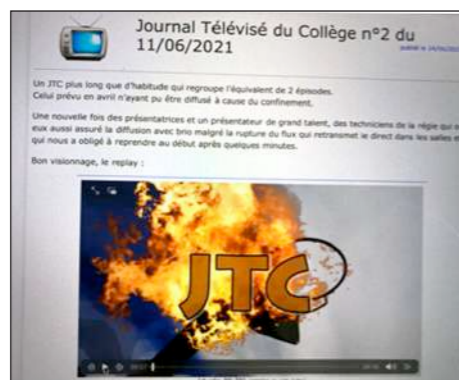 Journal Télévisé du Collège n°2 du
11/06/2021
publié le
Un JTC plus long que d'habitude qui regroupe l'équivalent de 2 épisodes.
Celui prévu en avril n'ayant pu être diffusé à cause du confinement.
Une nouvelle fois des présentatrices et un présentateur de grand talent, des techniciens de la régie qui
eux aussi assuré la diffusion avec brio malgré la rupture du flux qui retransmet le direct dans les salles
qui nous a obligé à reprendre au début après quelques minutes.
Bon visionnage, le replay :
JTC